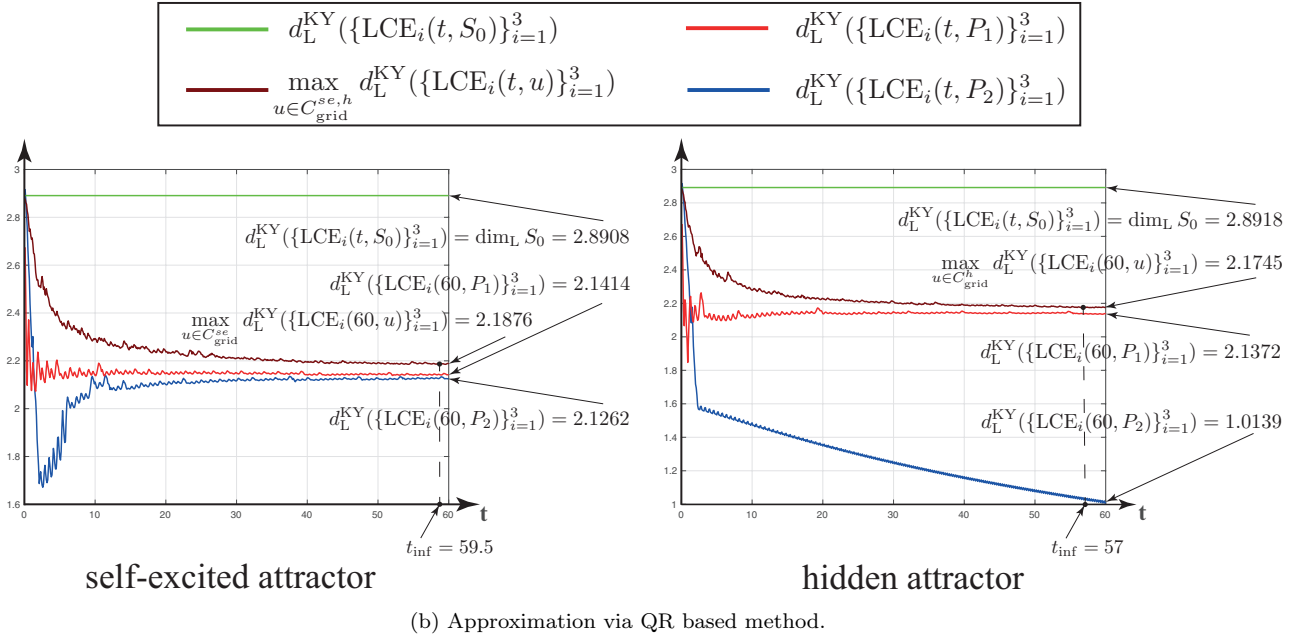 d_L^KY({LCE_i(t, S_0)}_{i=1}^3)
d_L^KY({LCE_i(t, P_1)}_{i=1}^3)
max_{u∈C_grid^{se,h}} d_L^KY({LCE_i(t, u)}_{i=1}^3)
d_L^KY({LCE_i(t, P_2)}_{i=1}^3)
3
2.8
2.6
2.4
2.2
2
1.8
1.6
0 10 20 30 40 50 60
t
d_L^KY({LCE_i(t, S_0)}_{i=1}^3) = dim_L S_0 = 2.8908
d_L^KY({LCE_i(60, P_1)}_{i=1}^3) = 2.1414
max_{u∈C_grid^{se}} d_L^KY({LCE_i(60, u)}_{i=1}^3) = 2.1876
d_L^KY({LCE_i(60, P_2)}_{i=1}^3) = 2.1262
t_inf = 59.5
self-excited attractor
3
2.8
2.6
2.4
2.2
2
1.8
1.6
1.4
1.2
1
0 10 20 30 40 50 60
t
d_L^KY({LCE_i(t, S_0)}_{i=1}^3) = dim_L S_0 = 2.8918
max_{u∈C_grid^h} d_L^KY({LCE_i(60, u)}_{i=1}^3) = 2.1745
d_L^KY({LCE_i(60, P_1)}_{i=1}^3) = 2.1372
d_L^KY({LCE_i(60, P_2)}_{i=1}^3) = 1.0139
t_inf = 57
hidden attractor
(b) Approximation via QR based method.